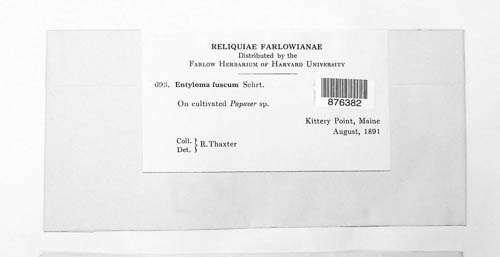 RELIQUIAE FARLOWIANAE
Distributed by the
FARLOW HERBARIUM OF HARVARD UNIVERSITY
693. Entyloma fuscum Schrt.
876382
On cultivated Papaver sp.
Kittery Point, Maine
August, 1891
Coll. } R. Thaxter
Det.